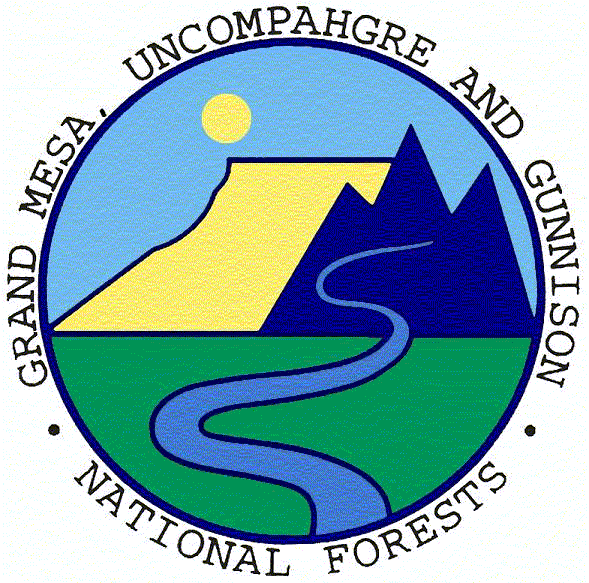 GRAND MESA, UNCOMPAHGRE AND GUNNISON
NATIONAL FORESTS